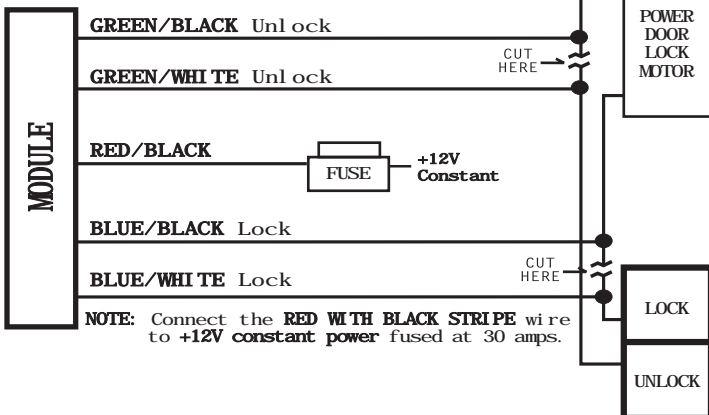 POWER
DOOR
LOCK
MOTOR
GREEN/BLACK Unlock
CUT
HERE
GREEN/WHITE Unlock
MODULE
RED/BLACK
FUSE
+12V
Constant
BLUE/BLACK Lock
CUT
HERE
BLUE/WHITE Lock
LOCK
NOTE: Connect the RED WITH BLACK STRIPE wire
to +12V constant power fused at 30 amps.
UNLOCK